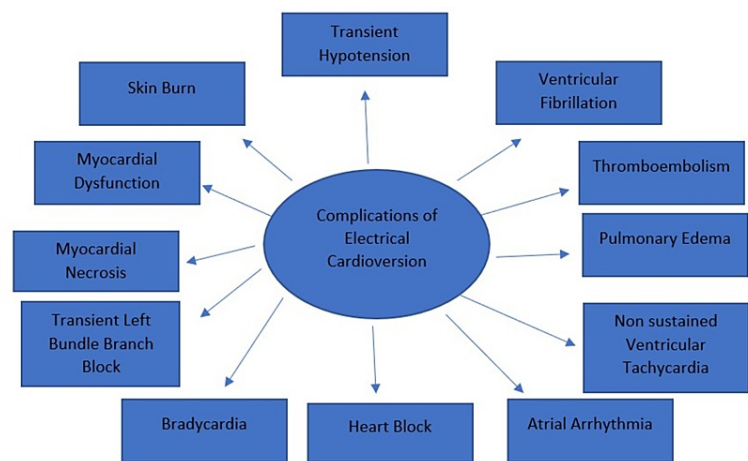 Transient
Hypotension
Skin Burn
Ventricular
Fibrillation
Myocardial
Dysfunction
Thromboembolism
Complications of
Electrical
Cardioversion
Pulmonary Edema
Myocardial
Necrosis
Transient Left
Bundle Branch
Block
Non sustained
Ventricular
Tachycardia
Bradycardia
Heart Block
Atrial Arrhythmia